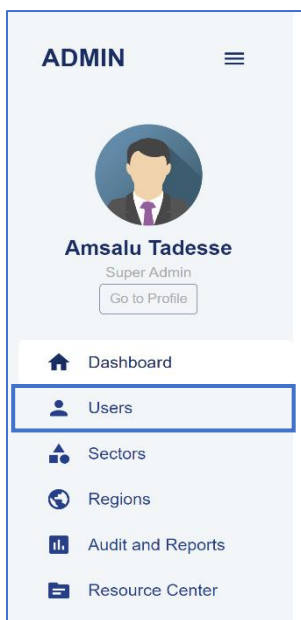 ADMIN
Amsalu Tadesse
Super Admin
Go to Profile
Dashboard
Users
Sectors
Regions
Audit and Reports
Resource Center